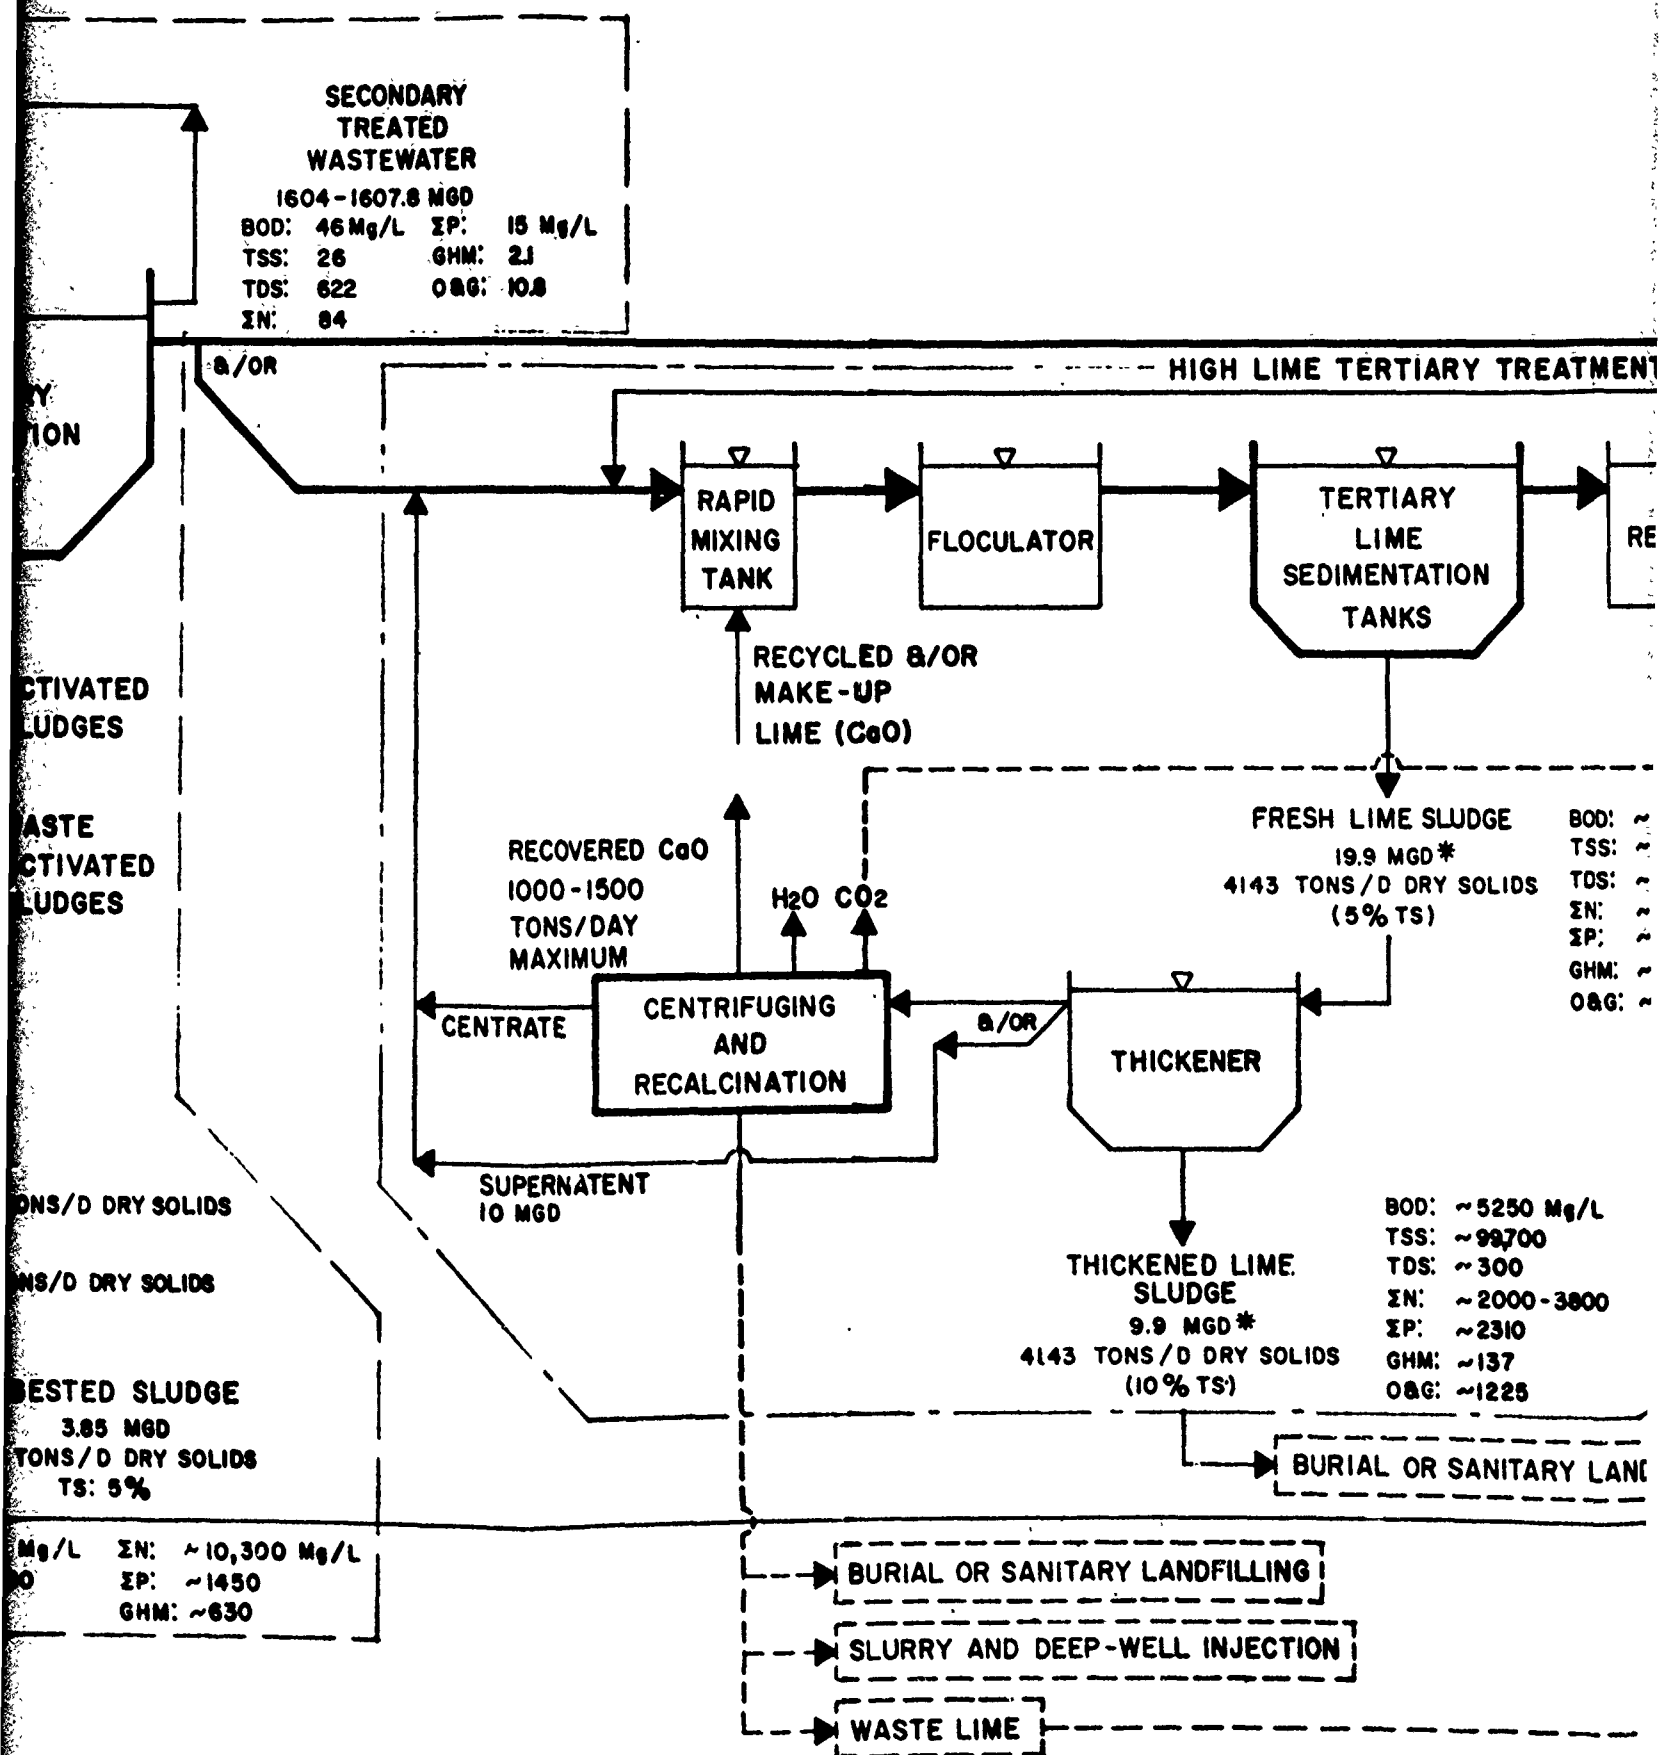 SECONDARY
TREATED
WASTEWATER
1604-1607.8 MGD
BOD: 46 Mg/L ΣP: 15 Mg/L
TSS: 26 GHM: 2.1
TDS: 622 O&G: 10.8
ΣN: 84
&/OR
HIGH LIME TERTIARY TREATMENT
RY
TION
RAPID
MIXING
TANK
FLOCULATOR
TERTIARY
LIME
SEDIMENTATION
TANKS
RE
RECYCLED &/OR
MAKE-UP
LIME (CaO)
CTIVATED
LUDGES
ASTE
CTIVATED
LUDGES
RECOVERED CaO
1000-1500
TONS/DAY
MAXIMUM
H2O CO2
FRESH LIME SLUDGE
19.9 MGD*
4143 TONS/D DRY SOLIDS
(5% TS)
BOD: ~
TSS: ~
TDS: ~
ΣN: ~
ΣP: ~
GHM: ~
O&G: ~
CENTRATE
CENTRIFUGING
AND
RECALCINATION
&/OR
THICKENER
SUPERNATENT
10 MGD
ONS/D DRY SOLIDS
NS/D DRY SOLIDS
THICKENED LIME
SLUDGE
9.9 MGD*
4143 TONS/D DRY SOLIDS
(10% TS)
BOD: ~5250 Mg/L
TSS: ~99,700
TDS: ~300
ΣN: ~2000-3800
ΣP: ~2310
GHM: ~137
O&G: ~1225
GESTED SLUDGE
3.85 MGD
TONS/D DRY SOLIDS
TS: 5%
BURIAL OR SANITARY LAND
Mg/L ΣN: ~10,300 Mg/L
0 ΣP: ~1450
GHM: ~630
BURIAL OR SANITARY LANDFILLING
SLURRY AND DEEP-WELL INJECTION
WASTE LIME